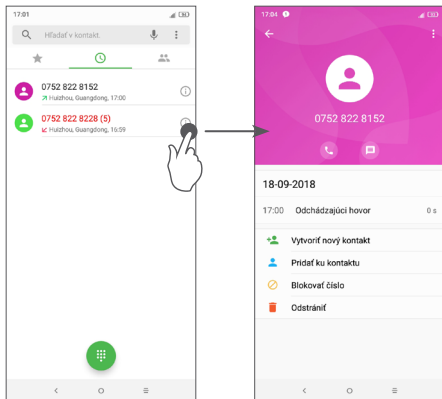 17:01
Hľadať v kontakt.
0752 822 8152
Huizhou, Guangdong, 17:00
0752 822 8228 (5)
Huizhou, Guangdong, 16:59
17:04
0752 822 8152
18-09-2018
17:00 Odchádzajúci hovor 0 s
Vytvoriť nový kontakt
Pridať ku kontaktu
Blokovať číslo
Odstrániť